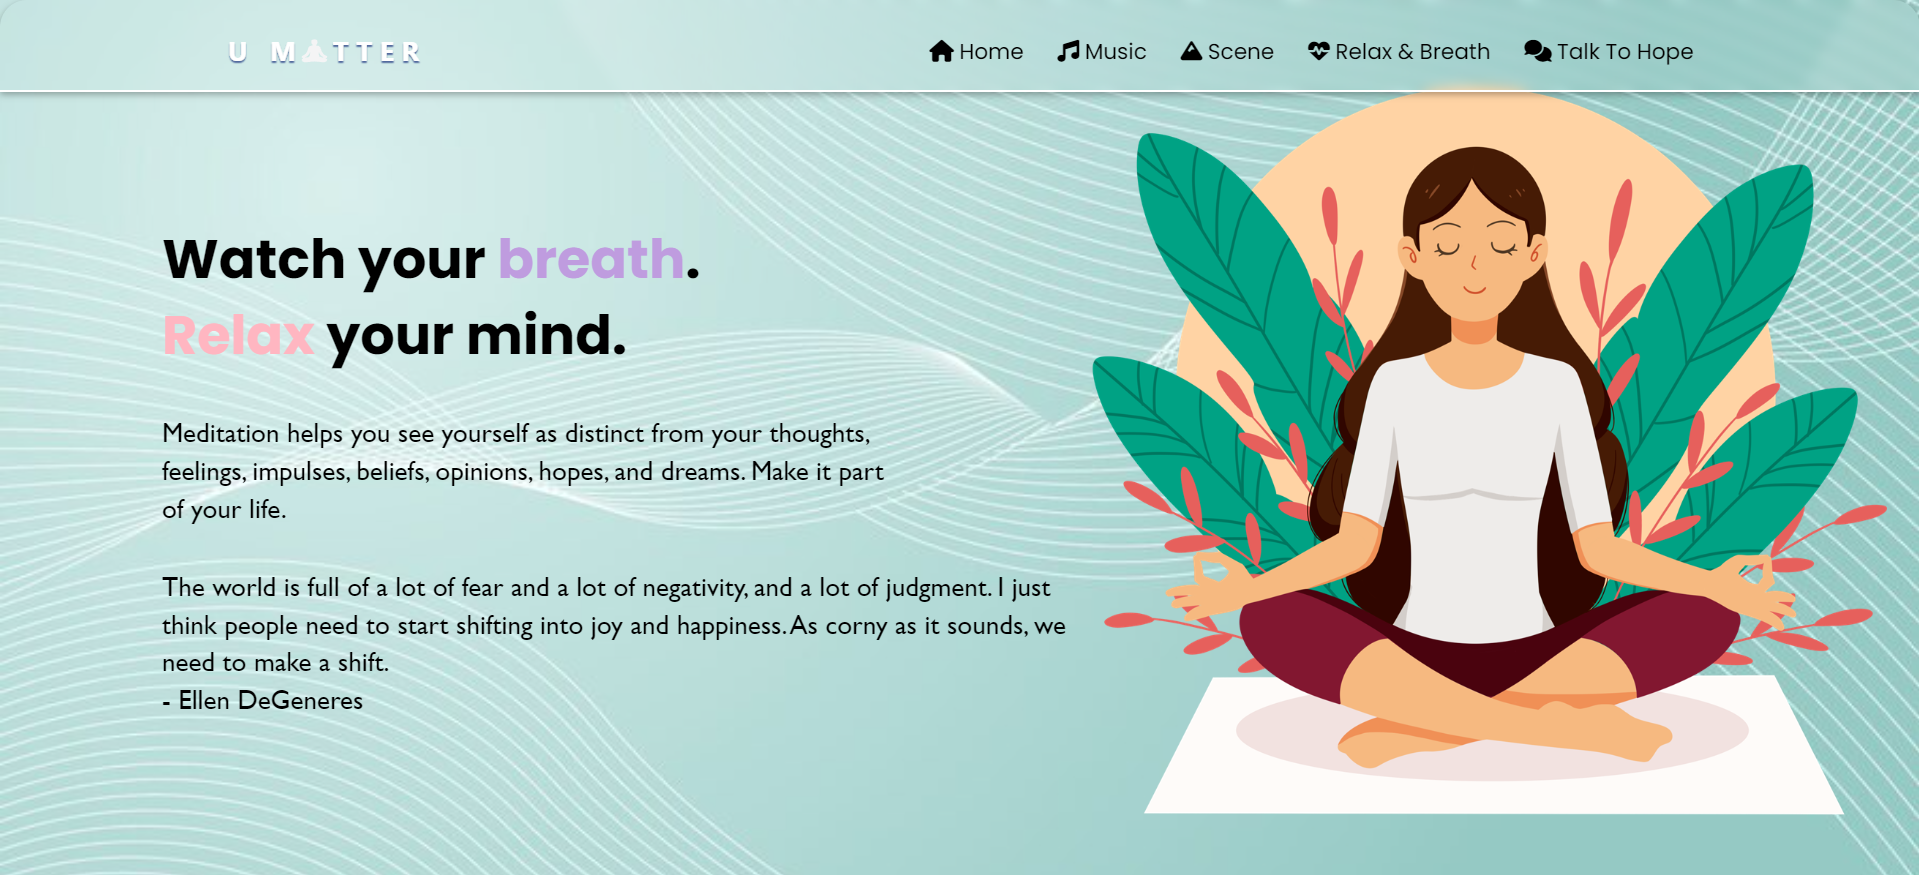 U MATTER
Home Music Scene Relax & Breath Talk To Hope
Watch your breath.
Relax your mind.
Meditation helps you see yourself as distinct from your thoughts,
feelings, impulses, beliefs, opinions, hopes, and dreams. Make it part
of your life.
The world is full of a lot of fear and a lot of negativity, and a lot of judgment. I just
think people need to start shifting into joy and happiness. As corny as it sounds, we
need to make a shift.
- Ellen DeGeneres